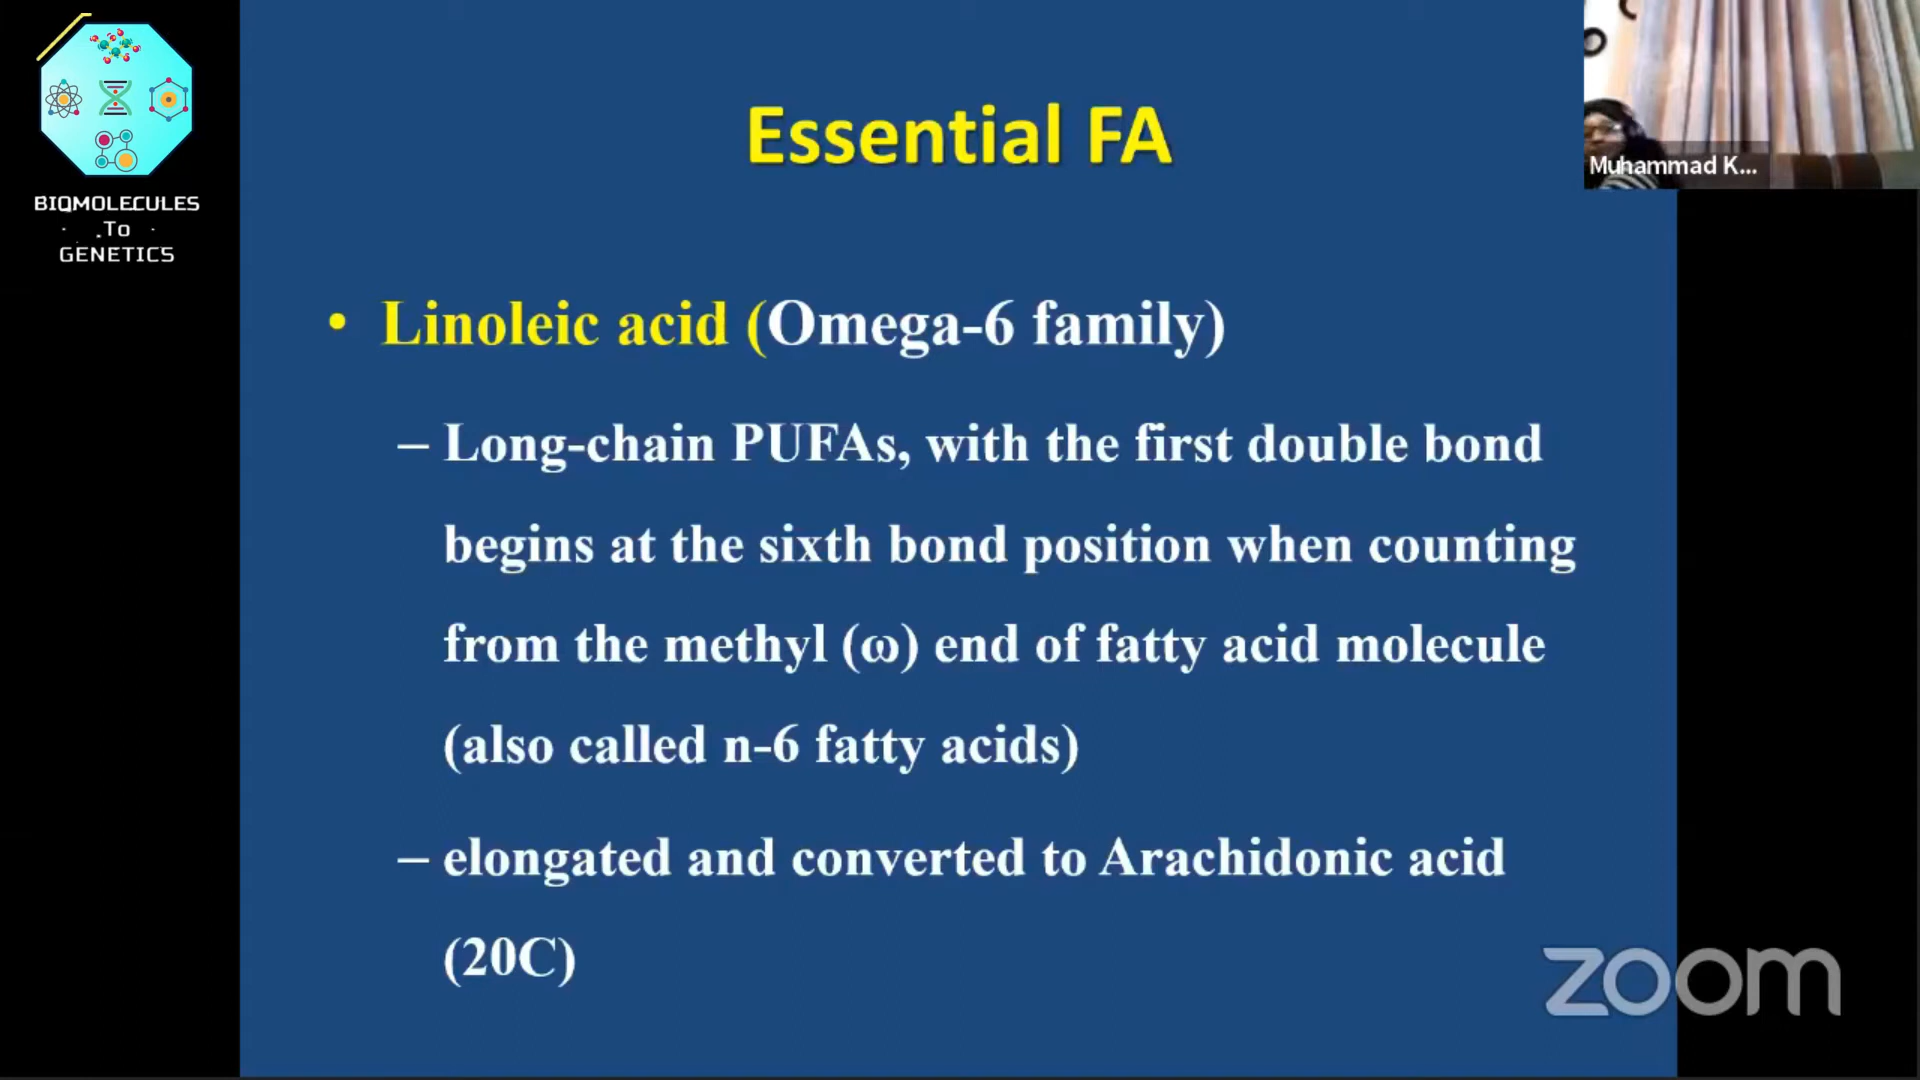 BIOMOLECULES
To
GENETICS
Essential FA
Muhammad K...
• Linoleic acid (Omega-6 family)
– Long-chain PUFAs, with the first double bond
begins at the sixth bond position when counting
from the methyl (ω) end of fatty acid molecule
(also called n-6 fatty acids)
– elongated and converted to Arachidonic acid
(20C)
zoom